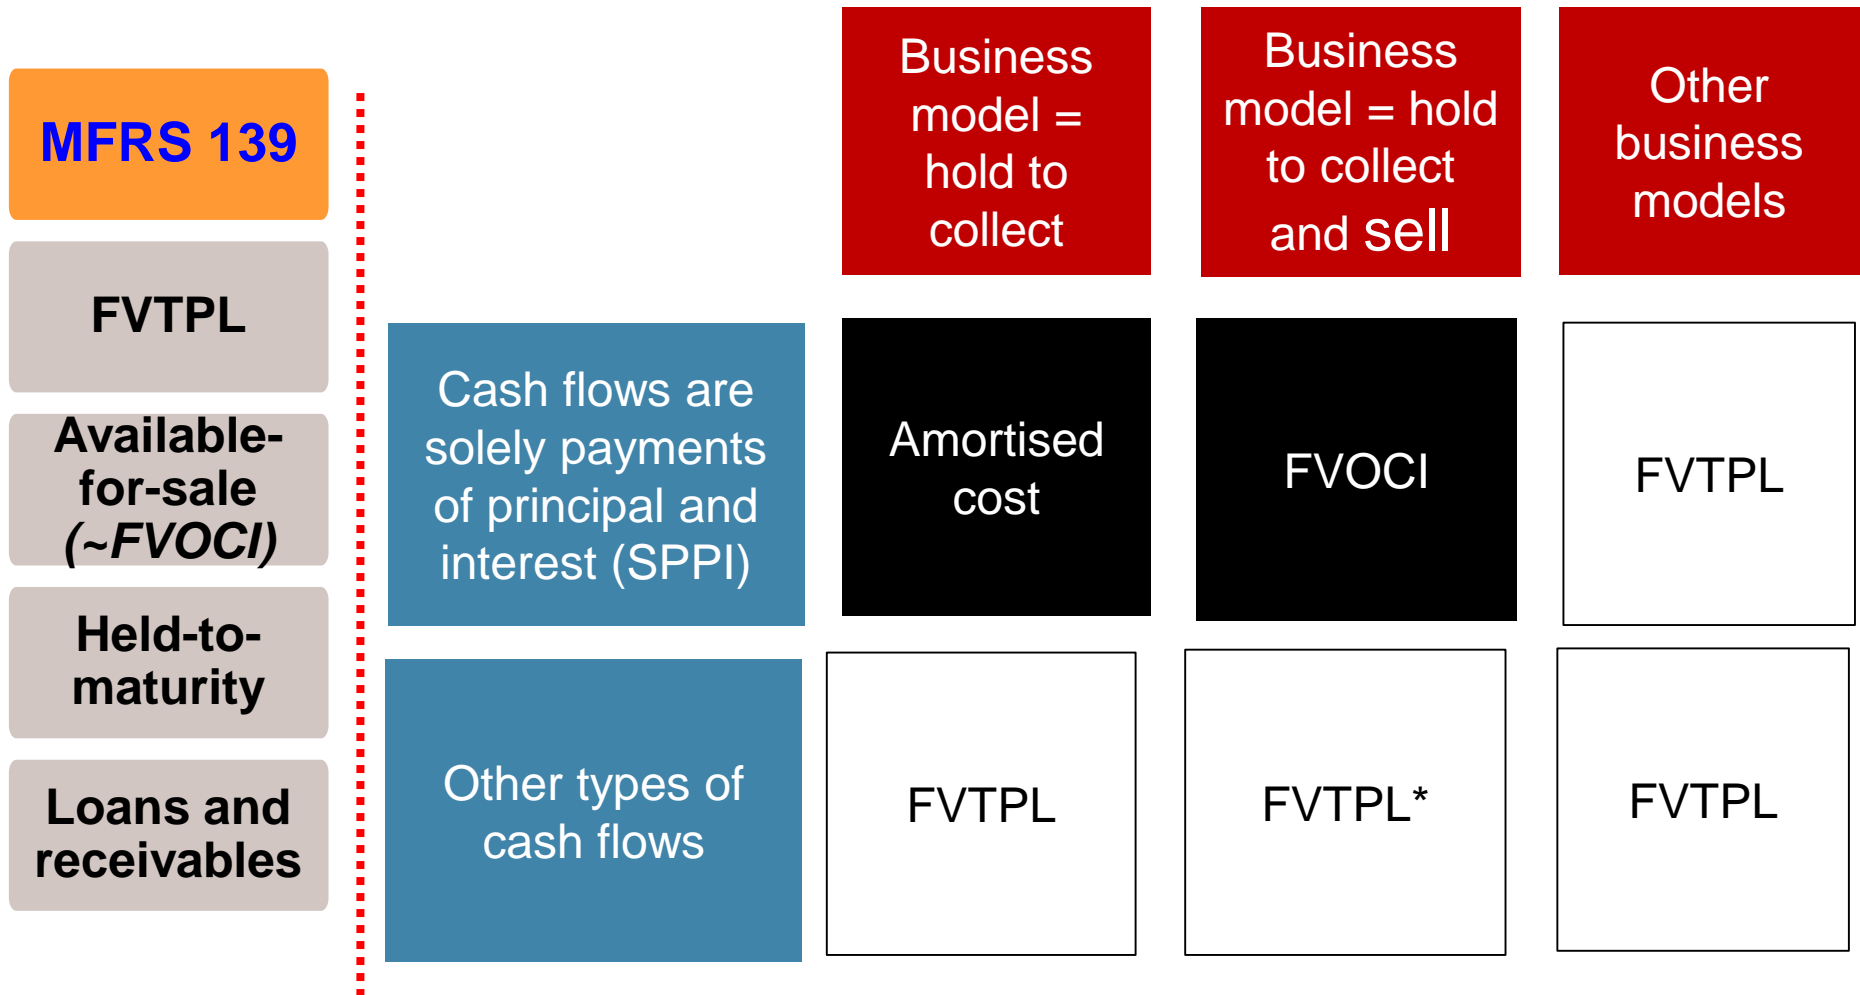 MFRS 139
FVTPL
Available-
for-sale
(~FVOCI)
Held-to-
maturity
Loans and
receivables
Business
model =
hold to
collect
Business
model = hold
to collect
and sell
Other
business
models
Cash flows are
solely payments
of principal and
interest (SPPI)
Amortised
cost
FVOCI
FVTPL
Other types of
cash flows
FVTPL
FVTPL*
FVTPL